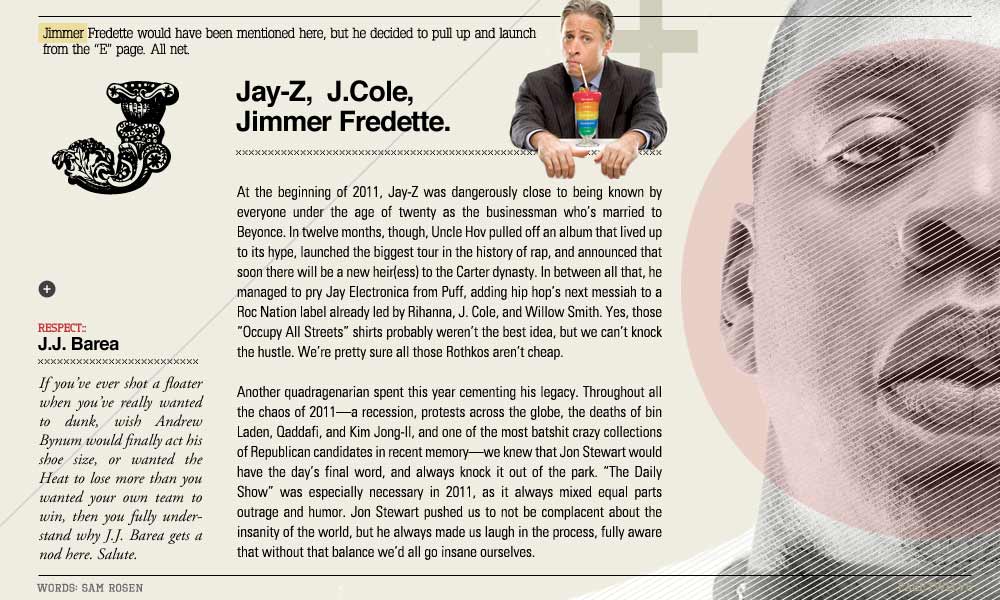 Jimmer Fredette would have been mentioned here, but he decided to pull up and launch
from the "E" page. All net.
J
Jay-Z, J.Cole,
Jimmer Fredette.
At the beginning of 2011, Jay-Z was dangerously close to being known by
everyone under the age of twenty as the businessman who's married to
Beyonce. In twelve months, though, Uncle Hov pulled off an album that lived up
to its hype, launched the biggest tour in the history of rap, and announced that
soon there will be a new heir(ess) to the Carter dynasty. In between all that, he
managed to pry Jay Electronica from Puff, adding hip hop's next messiah to a
Roc Nation label already led by Rihanna, J. Cole, and Willow Smith. Yes, those
"Occupy All Streets" shirts probably weren't the best idea, but we can't knock
the hustle. We're pretty sure all those Rothkos aren't cheap.
Another quadragenarian spent this year cementing his legacy. Throughout all
the chaos of 2011—a recession, protests across the globe, the deaths of bin
Laden, Qaddafi, and Kim Jong-Il, and one of the most batshit crazy collections
of Republican candidates in recent memory—we knew that Jon Stewart would
have the day's final word, and always knock it out of the park. "The Daily
Show" was especially necessary in 2011, as it always mixed equal parts
outrage and humor. Jon Stewart pushed us to not be complacent about the
insanity of the world, but he always made us laugh in the process, fully aware
that without that balance we'd all go insane ourselves.
RESPECT::
J.J. Barea
If you've ever shot a floater
when you've really wanted
to dunk, wish Andrew
Bynum would finally act his
shoe size, or wanted the
Heat to lose more than you
wanted your own team to
win, then you fully under-
stand why J.J. Barea gets a
nod here. Salute.
WORDS: SAM ROSEN